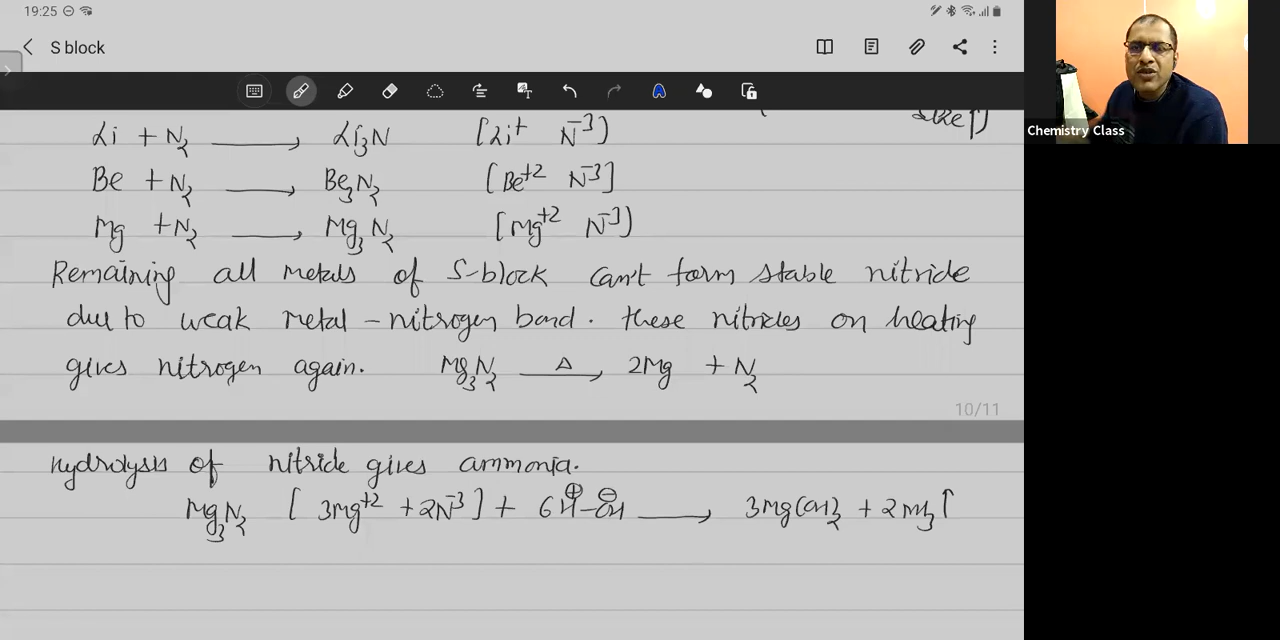 19:25
S block
Chemistry Class
Li + N₂ ⟶ Li₃N [Li⁺ N⁻³]
Be + N₂ ⟶ Be₃N₂ [Be⁺² N⁻³]
Mg + N₂ ⟶ Mg₃N₂ [Mg⁺² N⁻³]
Remaining all metals of S-block can't form stable nitride
due to weak metal – nitrogen bond. these nitrides on heating
gives nitrogen again. Mg₃N₂ —Δ→ 2Mg + N₂
10/11
hydrolysis of nitride gives ammonia.
Mg₃N₂ [3Mg⁺² + 2N⁻³] + 6H⊕–OH⊖ ⟶ 3Mg(OH)₂ + 2NH₃↑